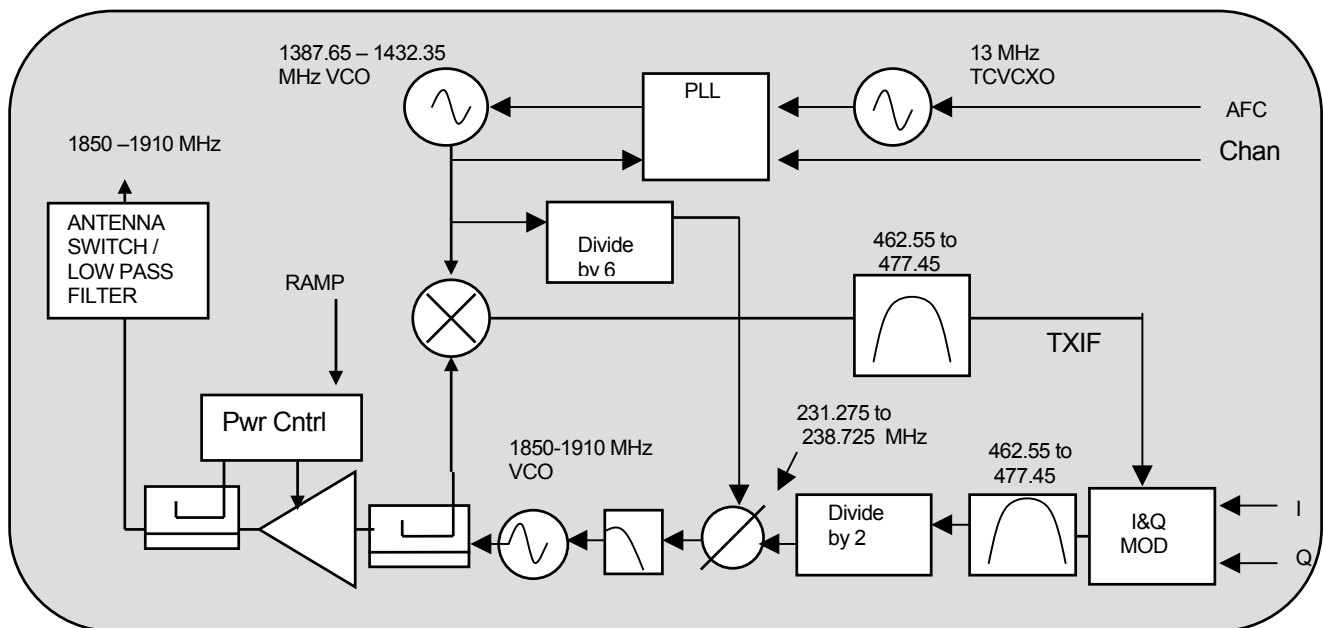 1387.65 – 1432.35
MHz VCO
13 MHz
TCVCXO
PLL
AFC
Chan
1850 –1910 MHz
ANTENNA
SWITCH /
LOW PASS
FILTER
Divide
by 6
462.55 to
477.45
RAMP
TXIF
Pwr Cntrl
231.275 to
238.725 MHz
1850-1910 MHz
VCO
462.55 to
477.45
Divide
by 2
I&Q
MOD
I
Q